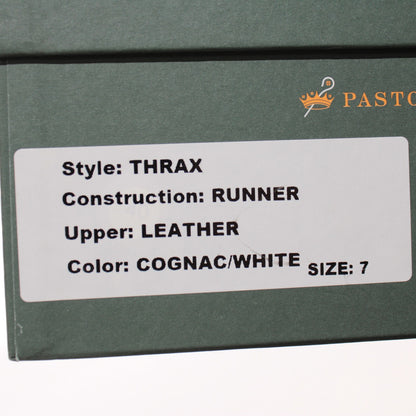 PASTO
Style: THRAX
Construction: RUNNER
Upper: LEATHER
Color: COGNAC/WHITE SIZE: 7